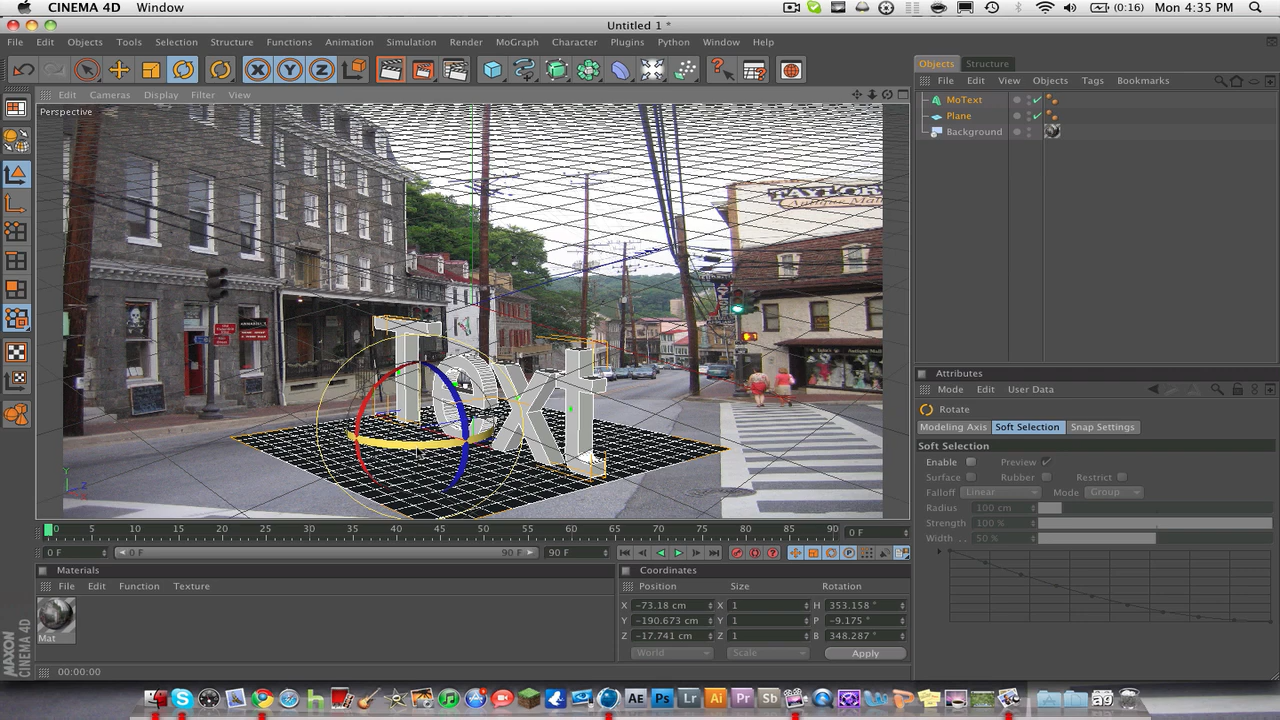 CINEMA 4D Window (0:16) Mon 4:35 PM
Untitled 1 *
File Edit Objects Tools Selection Structure Functions Animation Simulation Render MoGraph Character Plugins Python Window Help
Objects Structure
File Edit View Objects Tags Bookmarks
Edit Cameras Display Filter View
Perspective
MoText
Plane
Background
TAYLOR
Antique Mal
Text
Y
Attributes
Mode Edit User Data
Rotate
Modeling Axis Soft Selection Snap Settings
Soft Selection
Enable Preview
Surface Rubber Restrict
Falloff Linear Mode Group
Radius 100 cm
Strength 100 %
Width . . 50 %
0 5 10 15 20 25 30 35 40 45 50 55 60 65 70 75 80 85 90 0 F
0 F 0 F 90 F 90 F
Materials
File Edit Function Texture
Mat
Coordinates
Position Size Rotation
X -73.18 cm X 1 H 353.158 °
Y -190.673 cm Y 1 P -9.175 °
Z -17.741 cm Z 1 B 348.287 °
World Scale Apply
MAXON
CINEMA 4D
00:00:00
Ae Ps Lr Ai Pr Sb